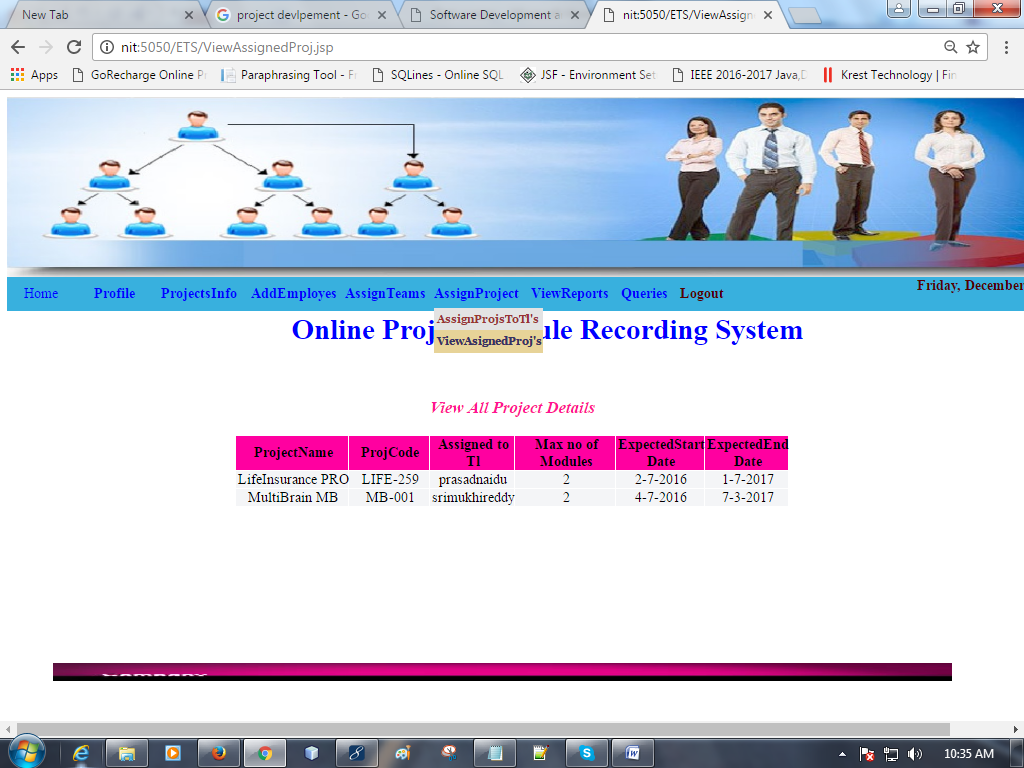 New Tab
project devlpement - Go
Software Development a
nit:5050/ETS/ViewAssign
nit:5050/ETS/ViewAssignedProj.jsp
Apps GoRecharge Online P Paraphrasing Tool - F SQLines - Online SQL JSF - Environment Set IEEE 2016-2017 Java,D Krest Technology | Fin
Home Profile ProjectsInfo AddEmployes AssignTeams AssignProject ViewReports Queries Logout Friday, December
AssignProjsToTl's
ViewAsignedProj's
Online Proj ule Recording System
View All Project Details
ProjectName ProjCode Assigned to Tl Max no of Modules ExpectedStart Date ExpectedEnd Date
LifeInsurance PRO LIFE-259 prasadnaidu 2 2-7-2016 1-7-2017
MultiBrain MB MB-001 srimukhireddy 2 4-7-2016 7-3-2017
10:35 AM